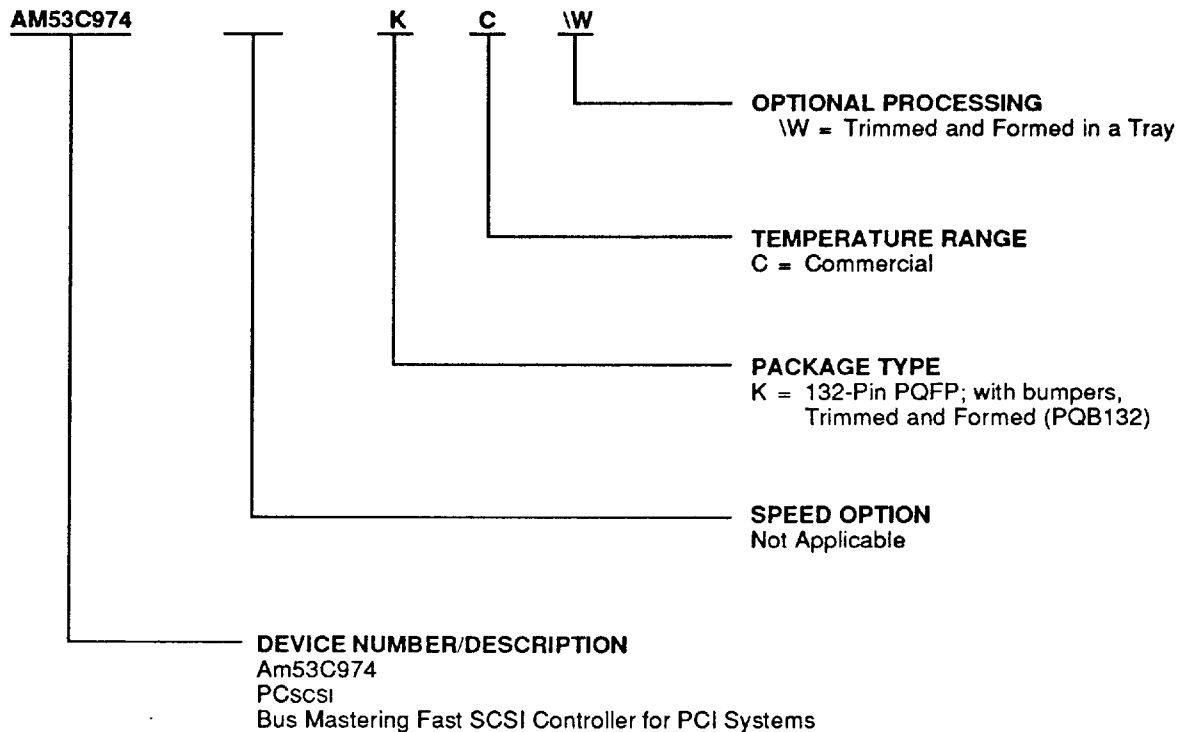 AM53C974 K C \W
OPTIONAL PROCESSING
\W = Trimmed and Formed in a Tray
TEMPERATURE RANGE
C = Commercial
PACKAGE TYPE
K = 132-Pin PQFP; with bumpers,
Trimmed and Formed (PQB132)
SPEED OPTION
Not Applicable
DEVICE NUMBER/DESCRIPTION
Am53C974
PCSCSI
Bus Mastering Fast SCSI Controller for PCI Systems